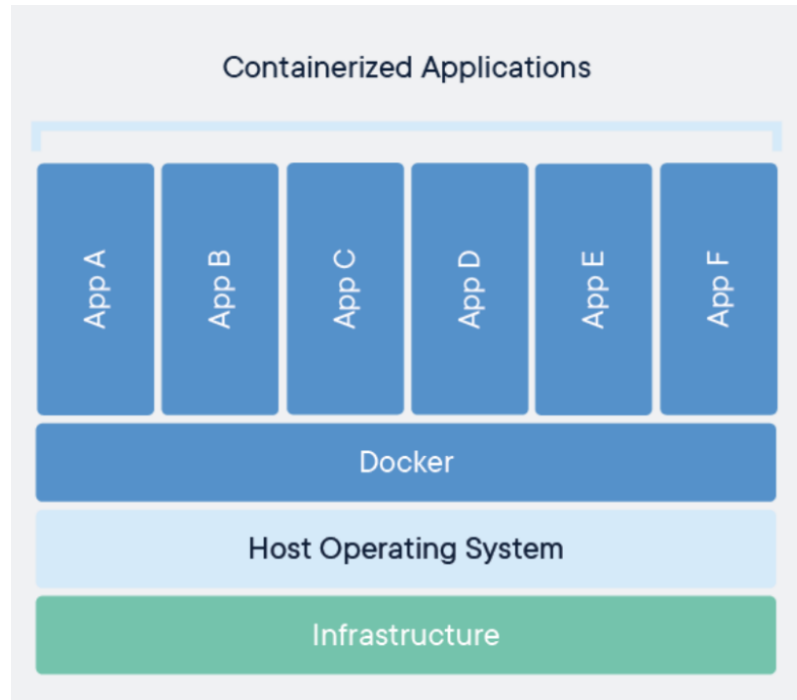 Containerized Applications
App A
App B
App C
App D
App E
App F
Docker
Host Operating System
Infrastructure